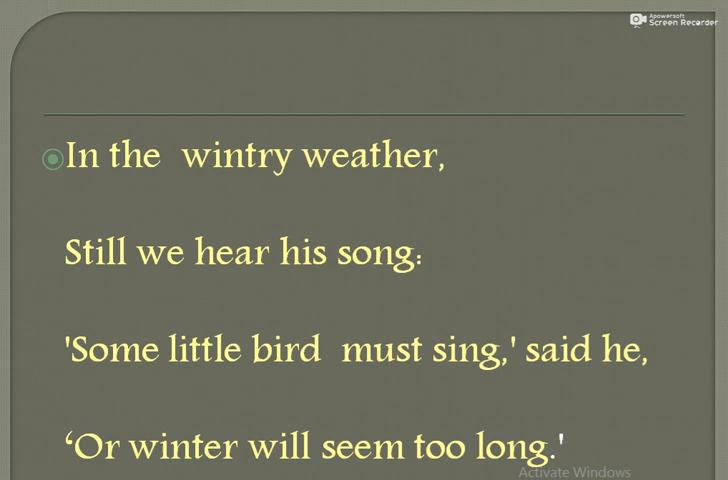 Apowersoft
Screen Recorder
In the wintry weather,
Still we hear his song:
'Some little bird must sing,' said he,
‘Or winter will seem too long.'
Activate Windows